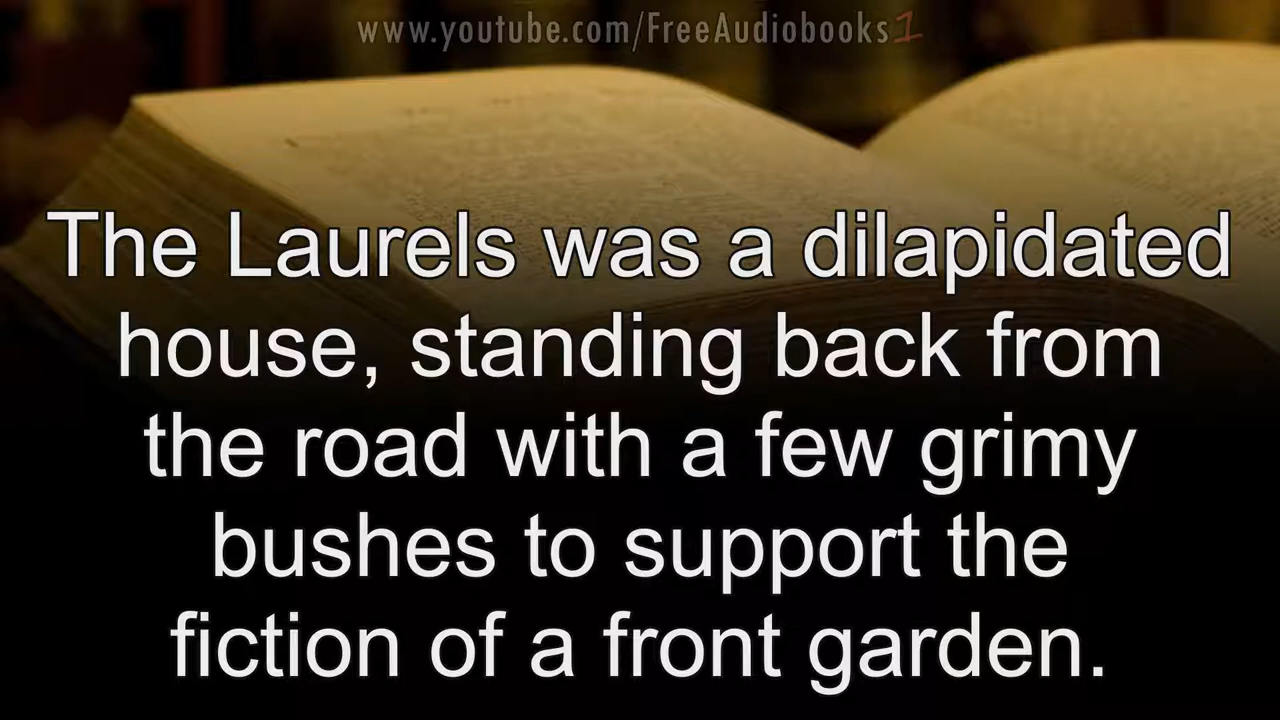 www.youtube.com/FreeAudiobooks1
The Laurels was a dilapidated
house, standing back from
the road with a few grimy
bushes to support the
fiction of a front garden.